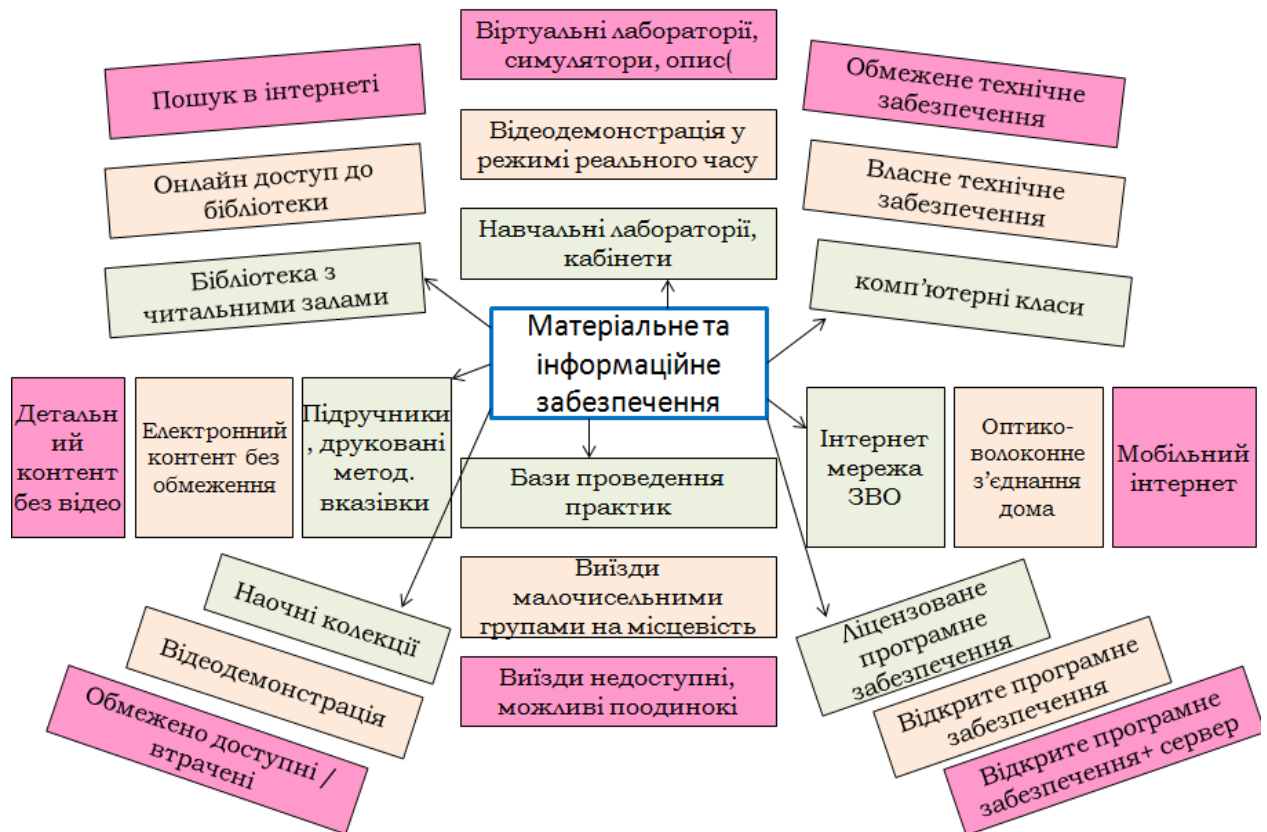 Віртуальні лабораторії,
симулятори, опис(
Пошук в інтернеті
Обмежене технічне
забезпечення
Відеодемонстрація у
режимі реального часу
Онлайн доступ до
бібліотеки
Власне технічне
забезпечення
Навчальні лабораторії,
кабінети
Бібліотека з
читальними залами
комп’ютерні класи
Матеріальне та
інформаційне
забезпечення
Детальн
ий
контент
без відео
Електронний
контент без
обмеження
Підручники
, друковані
метод.
вказівки
Бази проведення
практик
Інтернет
мережа
ЗВО
Оптико-
волоконне
з’єднання
дома
Мобільний
інтернет
Виїзди
малочисельними
групами на місцевість
Виїзди недоступні,
можливі поодинокі
Наочні колекції
Відеодемонстрація
Обмежено доступні /
втрачені
Ліцензоване
програмне
забезпечення
Відкрите програмне
забезпечення
Відкрите програмне
забезпечення+ сервер